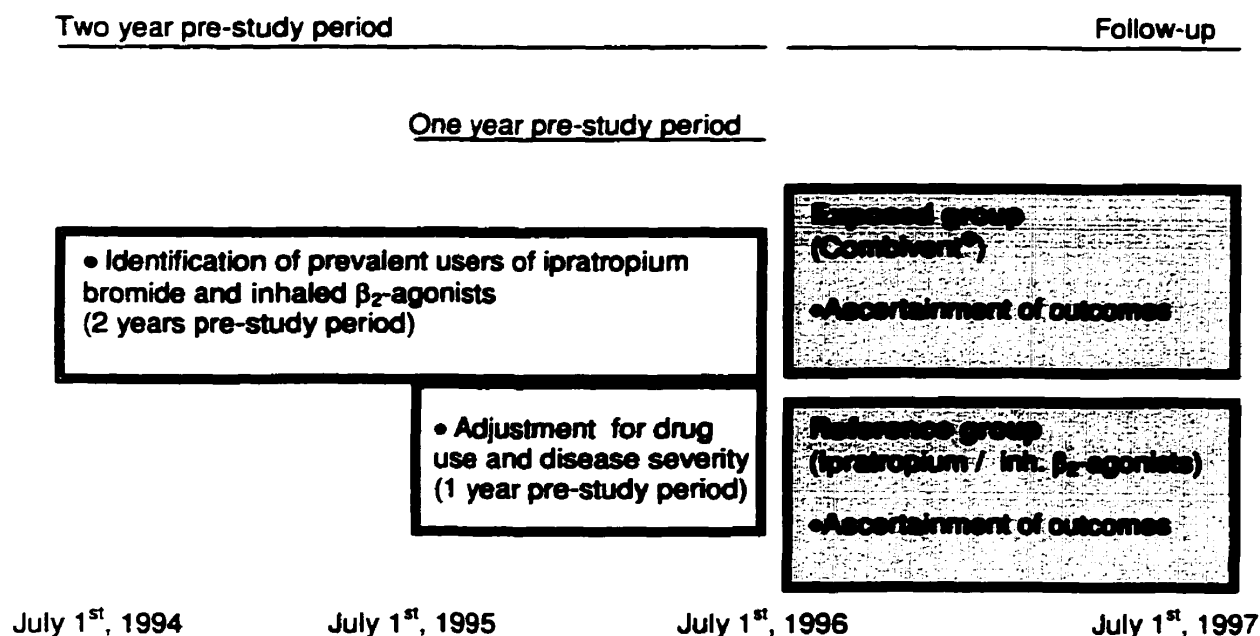 Two year pre-study period
Follow-up
One year pre-study period
• Identification of prevalent users of ipratropium
bromide and inhaled β₂-agonists
(2 years pre-study period)
• Adjustment for drug
use and disease severity
(1 year pre-study period)
Exposed group
(Combivent®)
•Ascertainment of outcomes
Reference group
(Ipratropium / inh. β₂-agonists)
•Ascertainment of outcomes
July 1st, 1994
July 1st, 1995
July 1st, 1996
July 1st, 1997